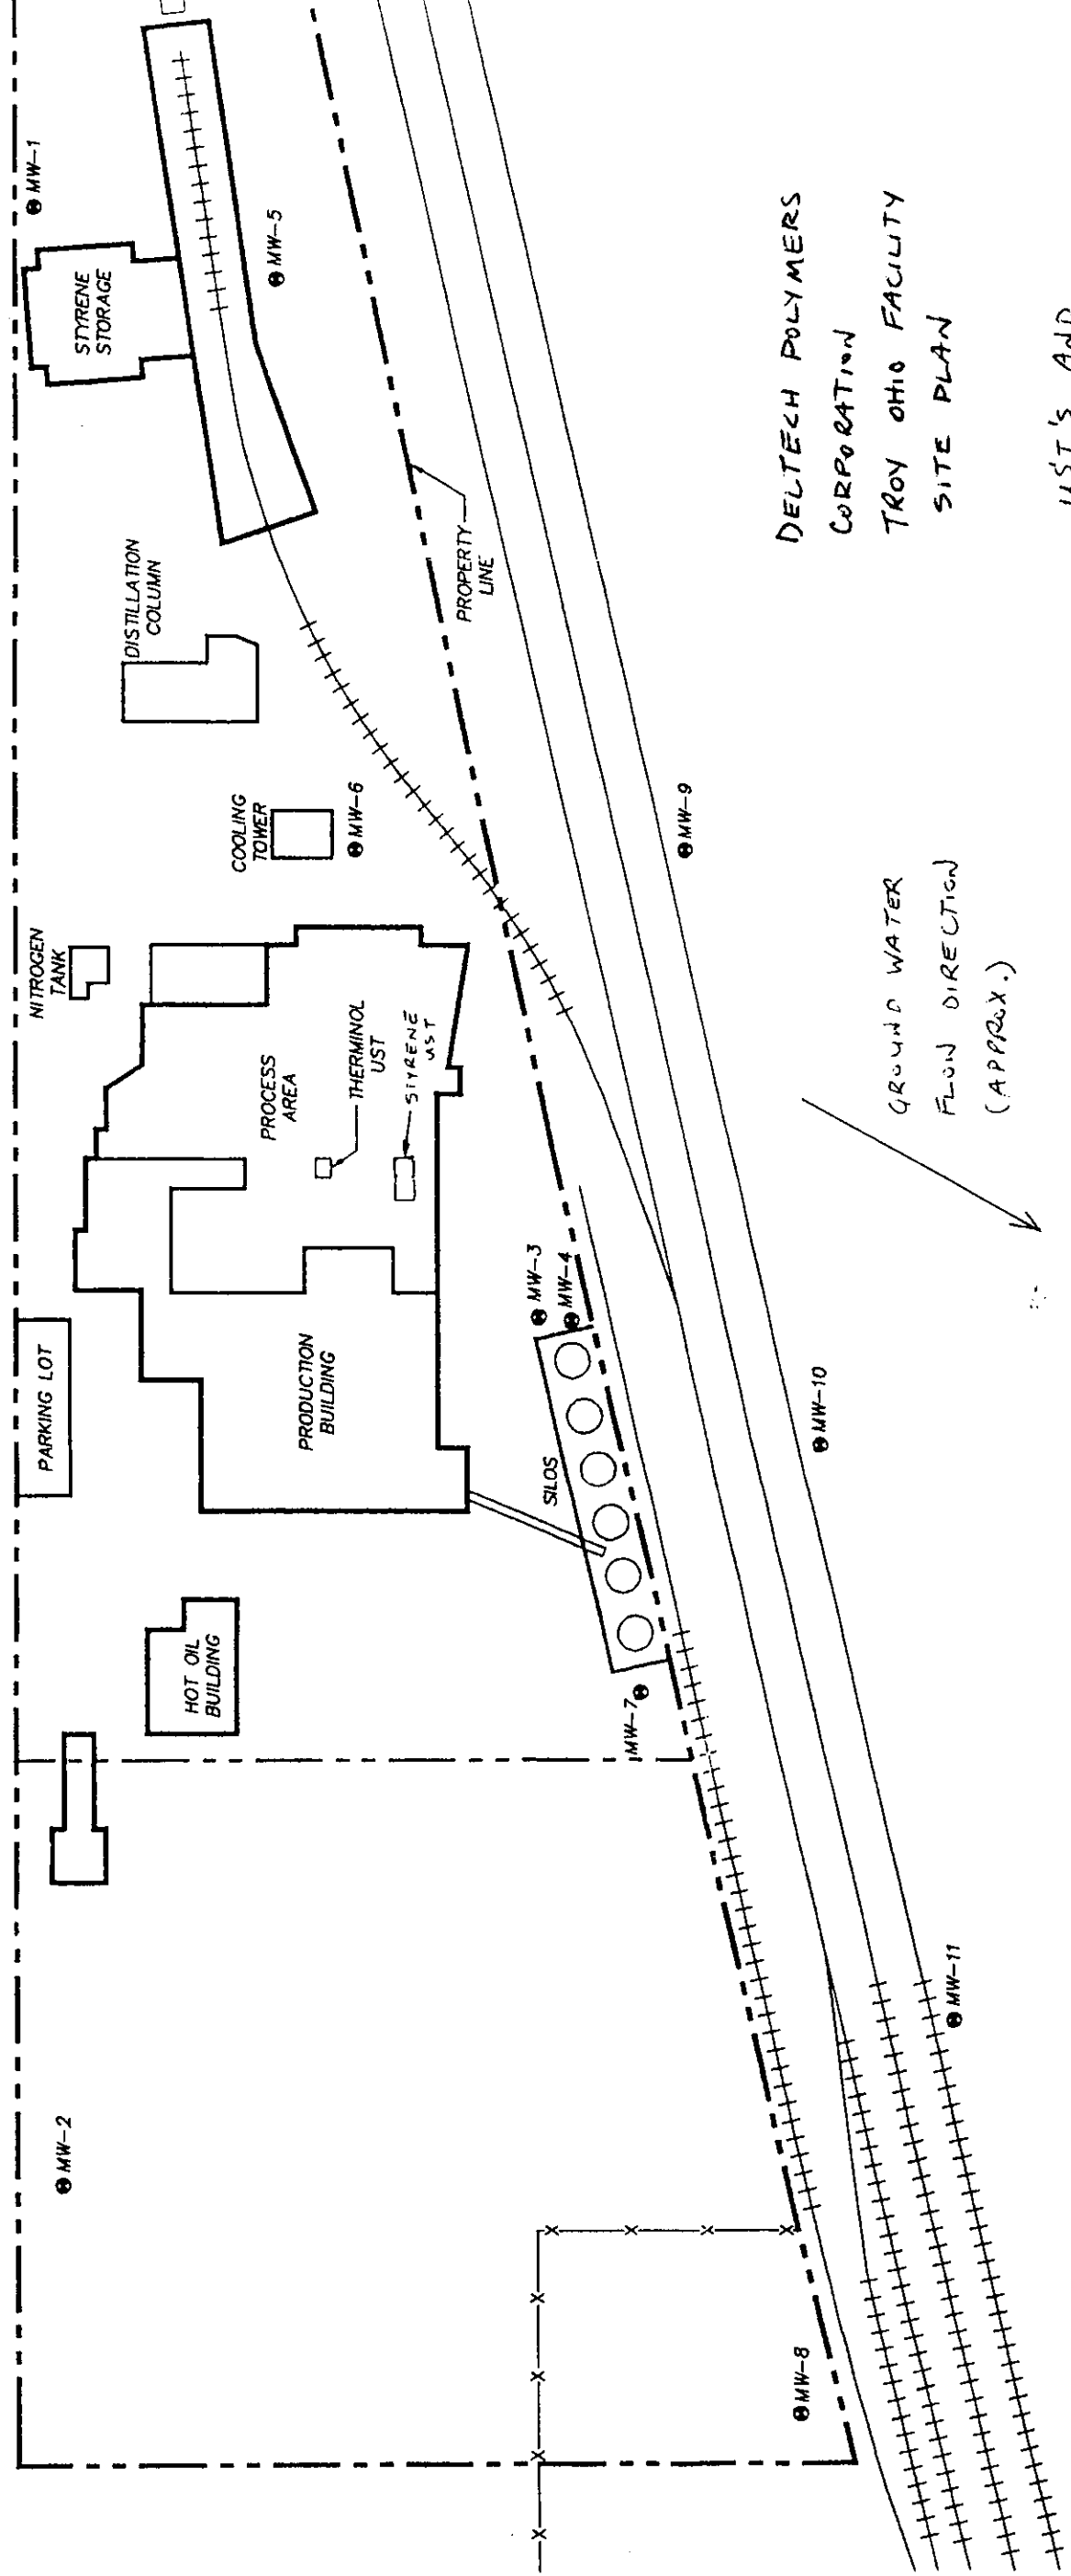 MW-1
STYRENE
STORAGE
MW-5
DISTILLATION
COLUMN
PROPERTY
LINE
COOLING
TOWER
MW-6
MW-9
NITROGEN
TANK
PROCESS
AREA
THERMINOL
UST
STYRENE
UST
MW-3
MW-4
PARKING LOT
PRODUCTION
BUILDING
SILOS
MW-10
HOT OIL
BUILDING
MW-7
MW-11
MW-2
MW-8
DELTECH POLYMERS
CORPORATION
TROY OHIO FACILITY
SITE PLAN
UST'S AND
GROUND WATER
FLOW DIRECTION
(APPROX.)